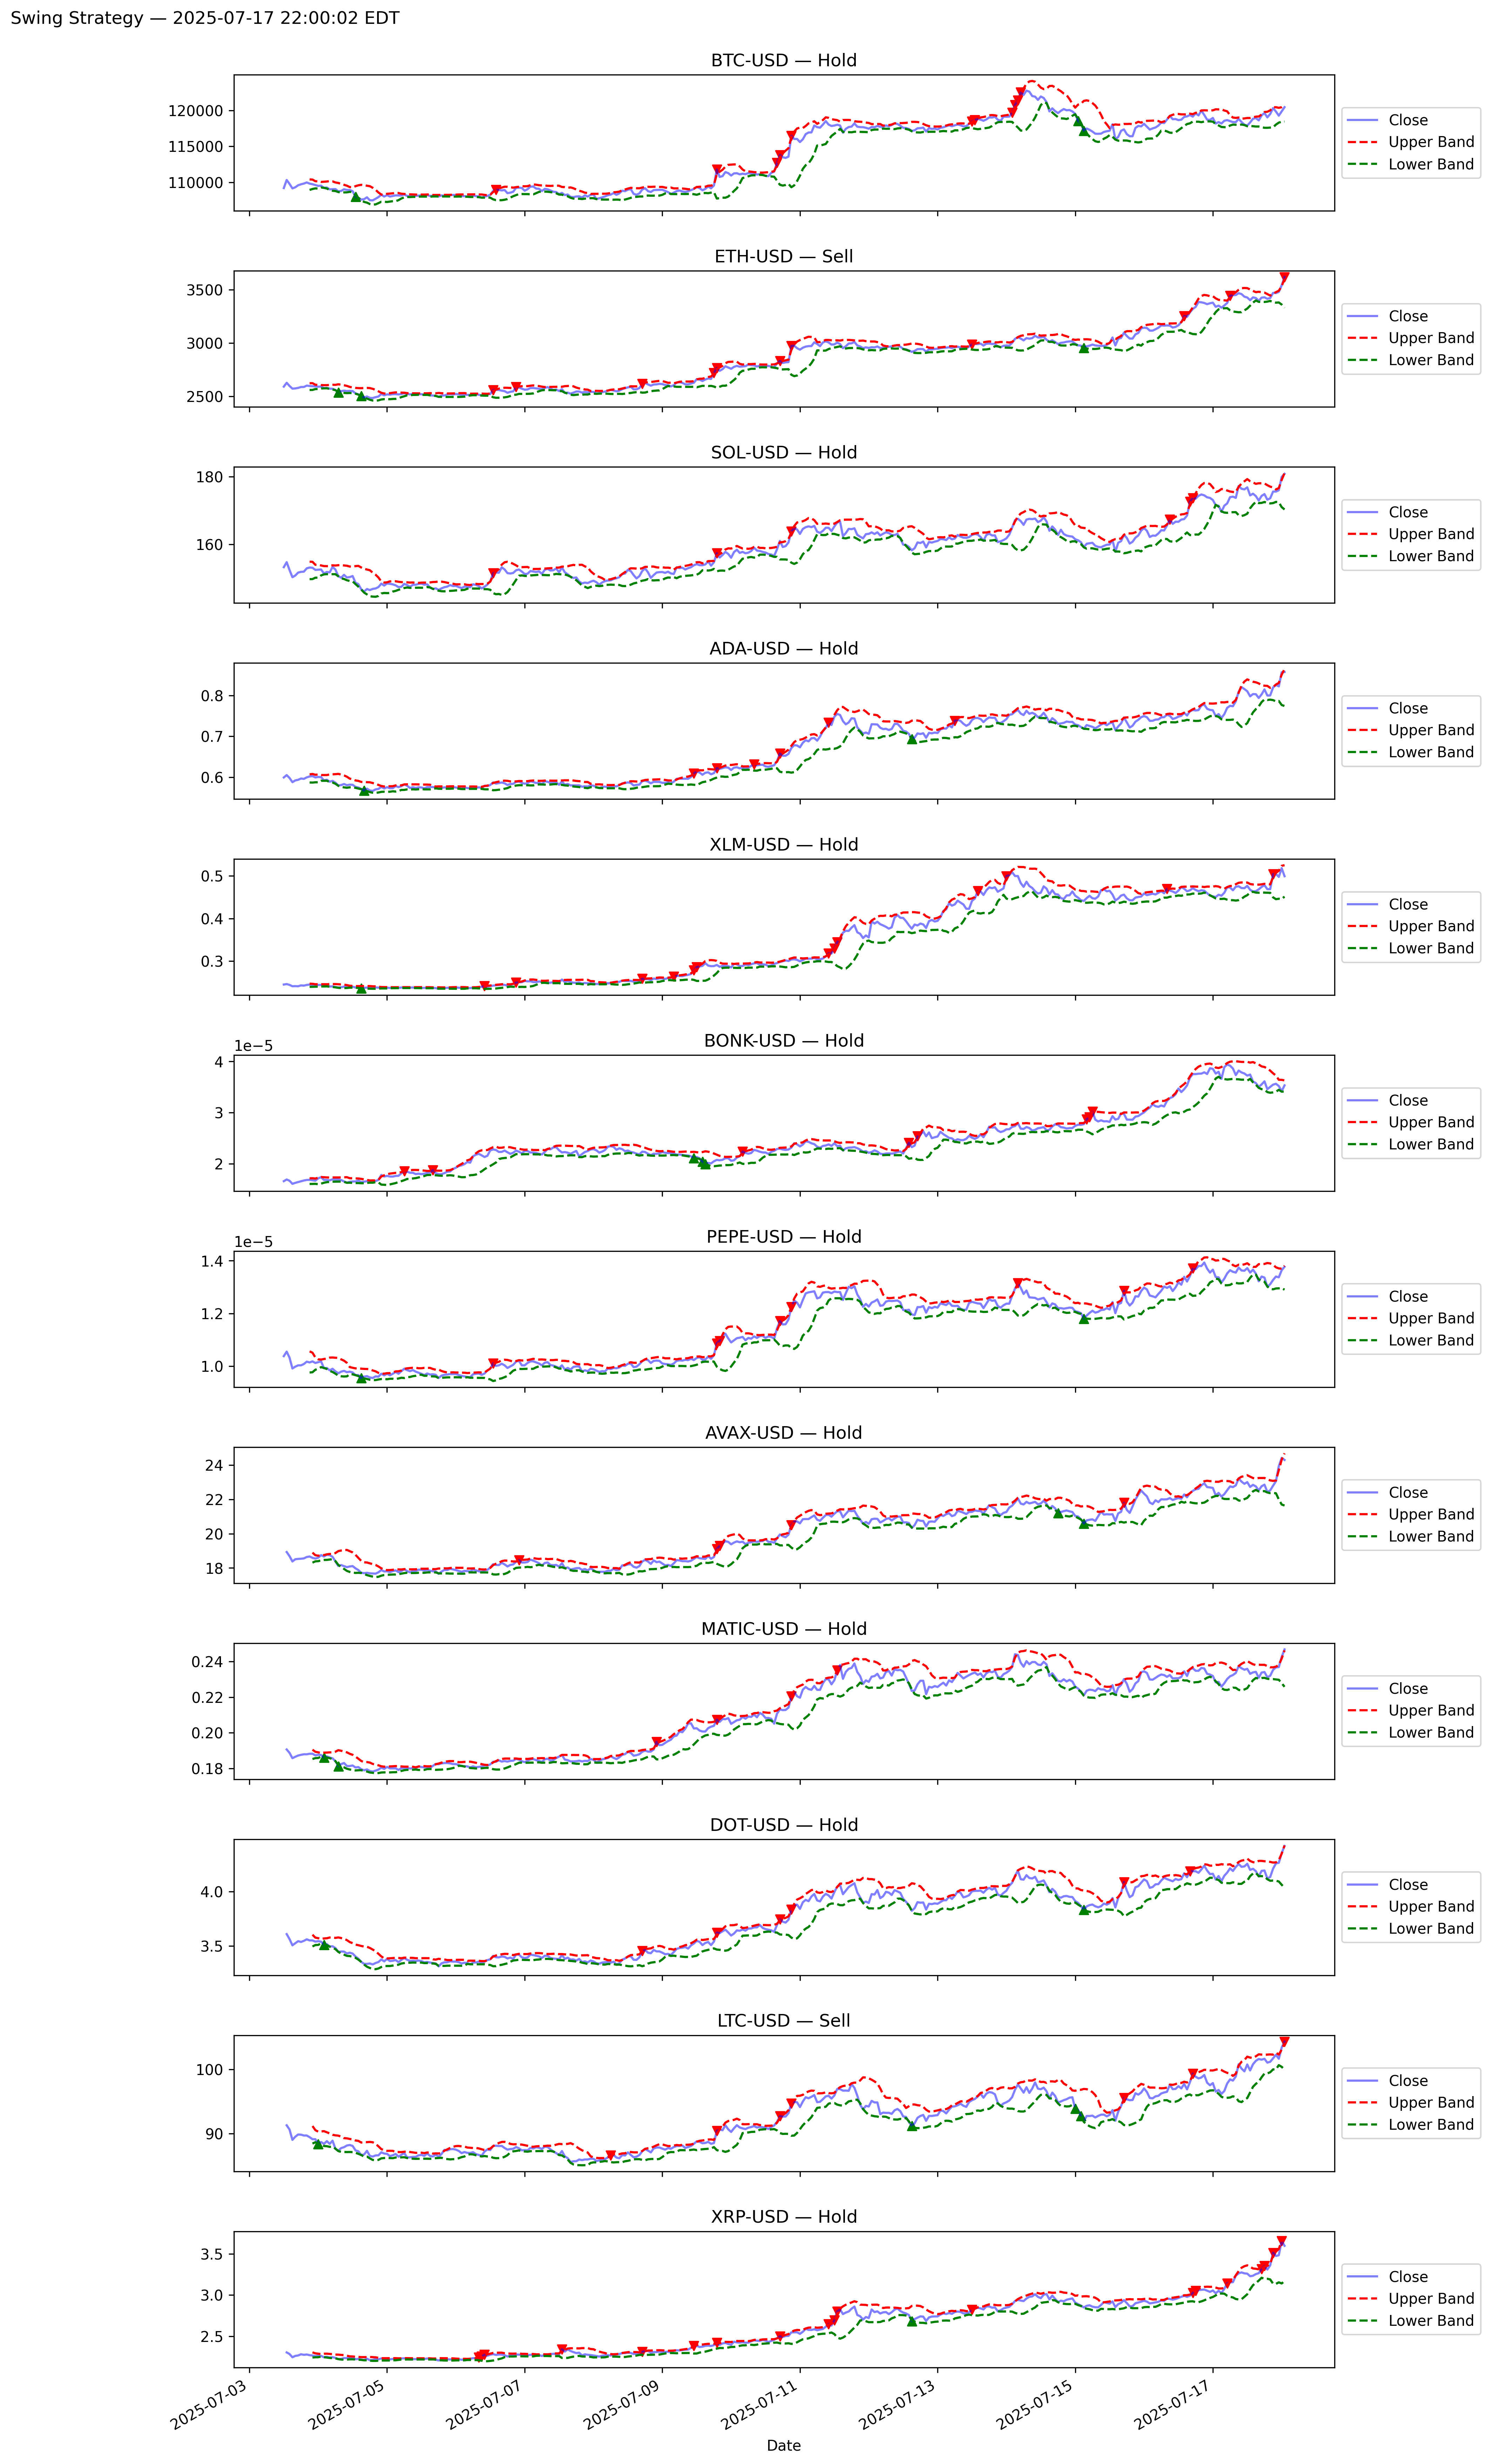 Swing Strategy — 2025-07-17 22:00:02 EDT
BTC-USD — Hold
120000
115000
110000
Close
Upper Band
Lower Band
ETH-USD — Sell
3500
3000
2500
Close
Upper Band
Lower Band
SOL-USD — Hold
180
160
Close
Upper Band
Lower Band
ADA-USD — Hold
0.8
0.7
0.6
Close
Upper Band
Lower Band
XLM-USD — Hold
0.5
0.4
0.3
Close
Upper Band
Lower Band
BONK-USD — Hold
1e−5
4
3
2
Close
Upper Band
Lower Band
PEPE-USD — Hold
1e−5
1.4
1.2
1.0
Close
Upper Band
Lower Band
AVAX-USD — Hold
24
22
20
18
Close
Upper Band
Lower Band
MATIC-USD — Hold
0.24
0.22
0.20
0.18
Close
Upper Band
Lower Band
DOT-USD — Hold
4.0
3.5
Close
Upper Band
Lower Band
LTC-USD — Sell
100
90
Close
Upper Band
Lower Band
XRP-USD — Hold
3.5
3.0
2.5
Close
Upper Band
Lower Band
2025-07-03
2025-07-05
2025-07-07
2025-07-09
2025-07-11
2025-07-13
2025-07-15
2025-07-17
Date